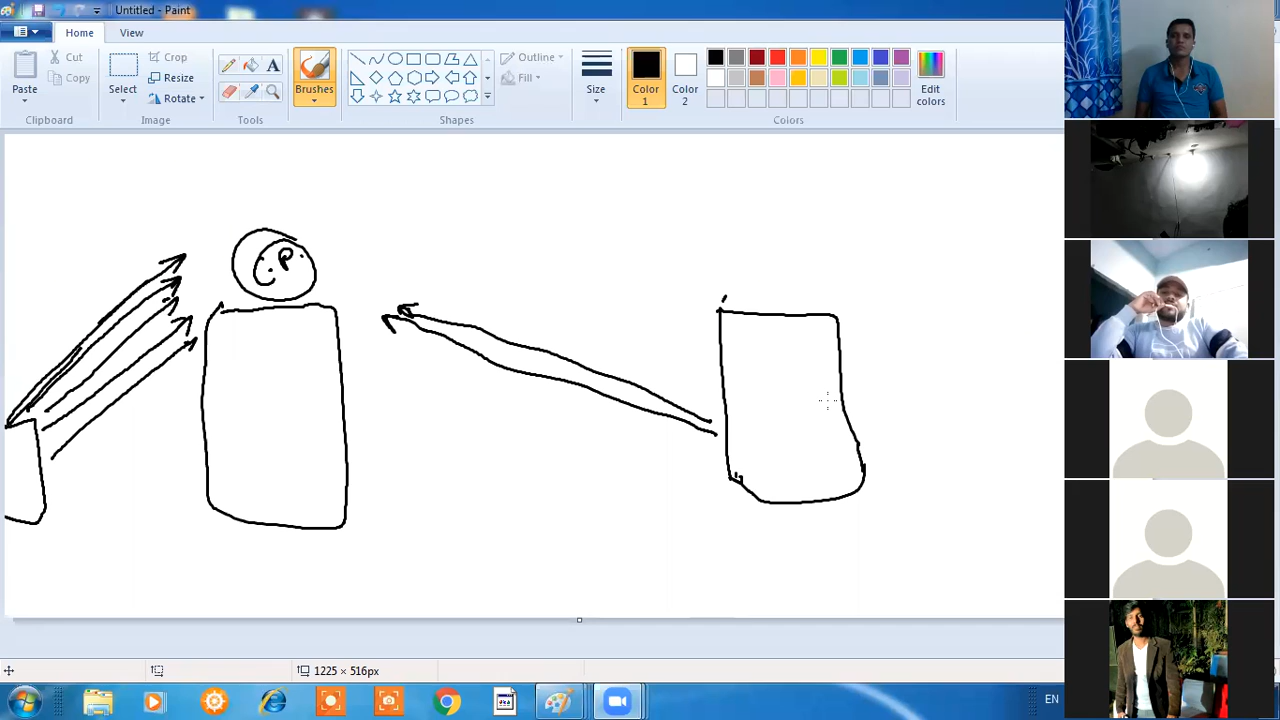 Untitled - Paint
Home View
Cut
Copy
Paste
Clipboard
Select
Crop
Resize
Rotate
Image
A
Tools
Brushes
Outline
Fill
Shapes
Size
Color 1
Color 2
Edit colors
Colors
P
1225 × 516px
EN